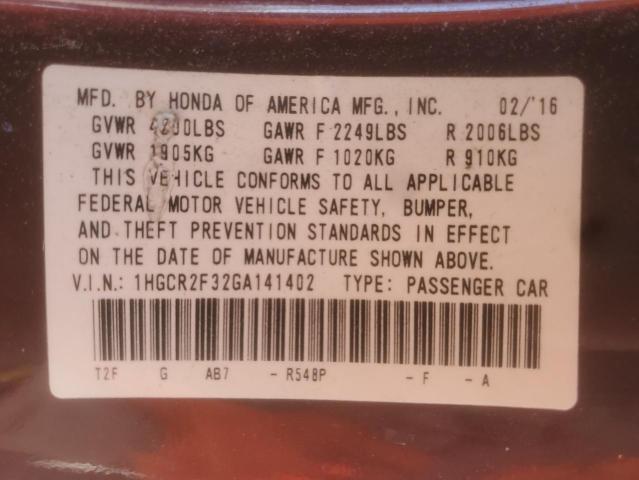 MFD. BY HONDA OF AMERICA MFG., INC. 02/'16
GVWR 4200LBS GAWR F 2249LBS R 2006LBS
GVWR 1905KG GAWR F 1020KG R 910KG
THIS VEHICLE CONFORMS TO ALL APPLICABLE
FEDERAL MOTOR VEHICLE SAFETY, BUMPER,
AND THEFT PREVENTION STANDARDS IN EFFECT
ON THE DATE OF MANUFACTURE SHOWN ABOVE.
V.I.N.: 1HGCR2F32GA141402 TYPE: PASSENGER CAR
T2F G AB7 - R548P - F - A